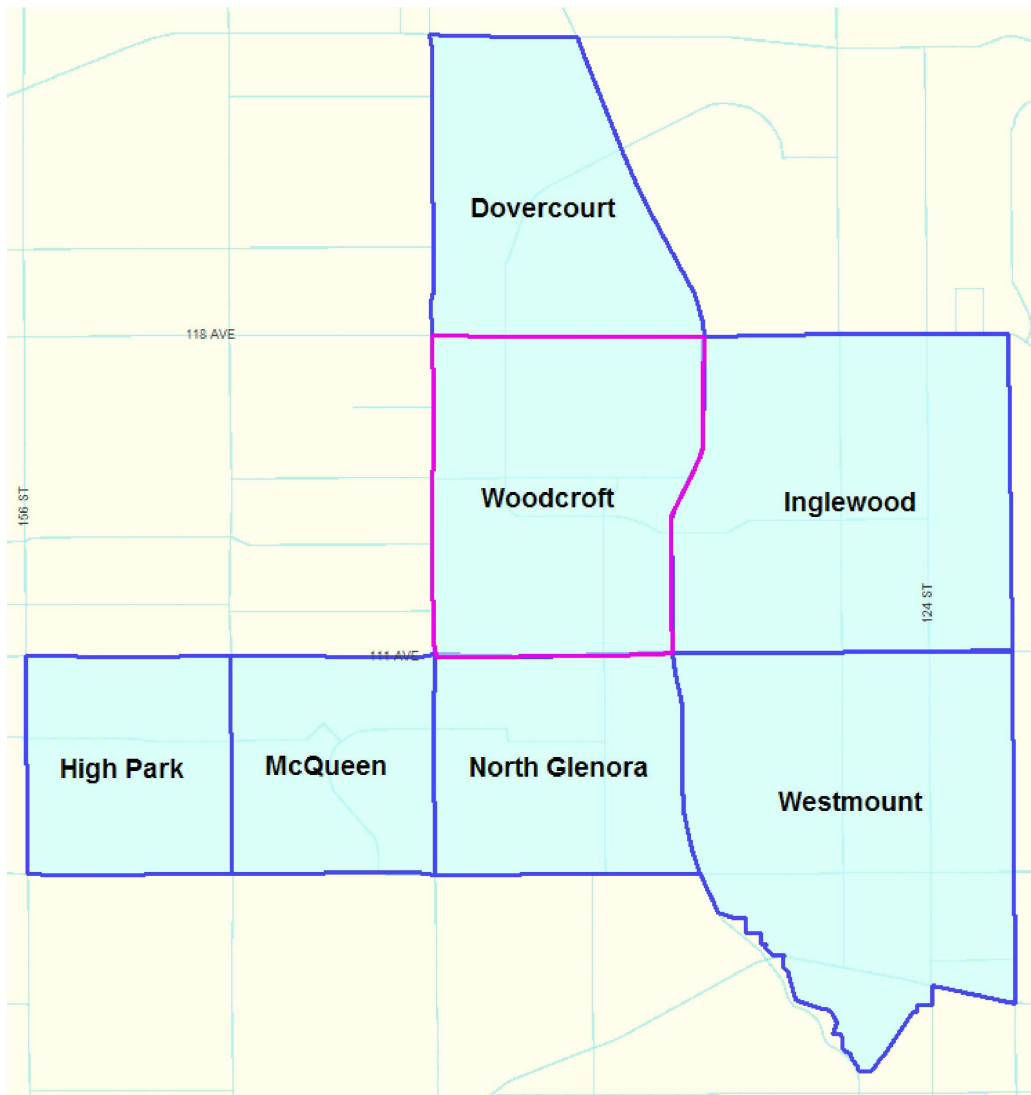 Dovercourt
118 AVE
Woodcroft
Inglewood
156 ST
124 ST
111 AVE
High Park
McQueen
North Glenora
Westmount